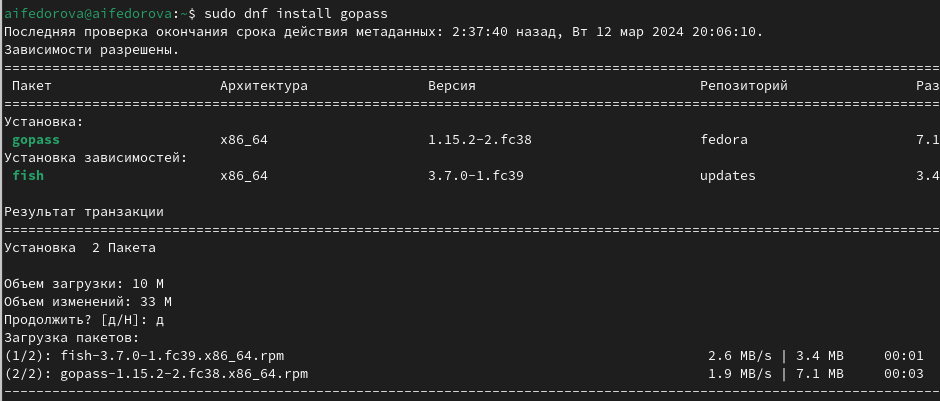 aifedorova@aifedorova:~$ sudo dnf install gopass
Последняя проверка окончания срока действия метаданных: 2:37:40 назад, Вт 12 мар 2024 20:06:10.
Зависимости разрешены.
Пакет Архитектура Версия Репозиторий Раз
Установка:
gopass x86_64 1.15.2-2.fc38 fedora 7.1
Установка зависимостей:
fish x86_64 3.7.0-1.fc39 updates 3.4
Результат транзакции
Установка 2 Пакета
Объем загрузки: 10 M
Объем изменений: 33 M
Продолжить? [д/Н]: д
Загрузка пакетов:
(1/2): fish-3.7.0-1.fc39.x86_64.rpm 2.6 MB/s | 3.4 MB 00:01
(2/2): gopass-1.15.2-2.fc38.x86_64.rpm 1.9 MB/s | 7.1 MB 00:03